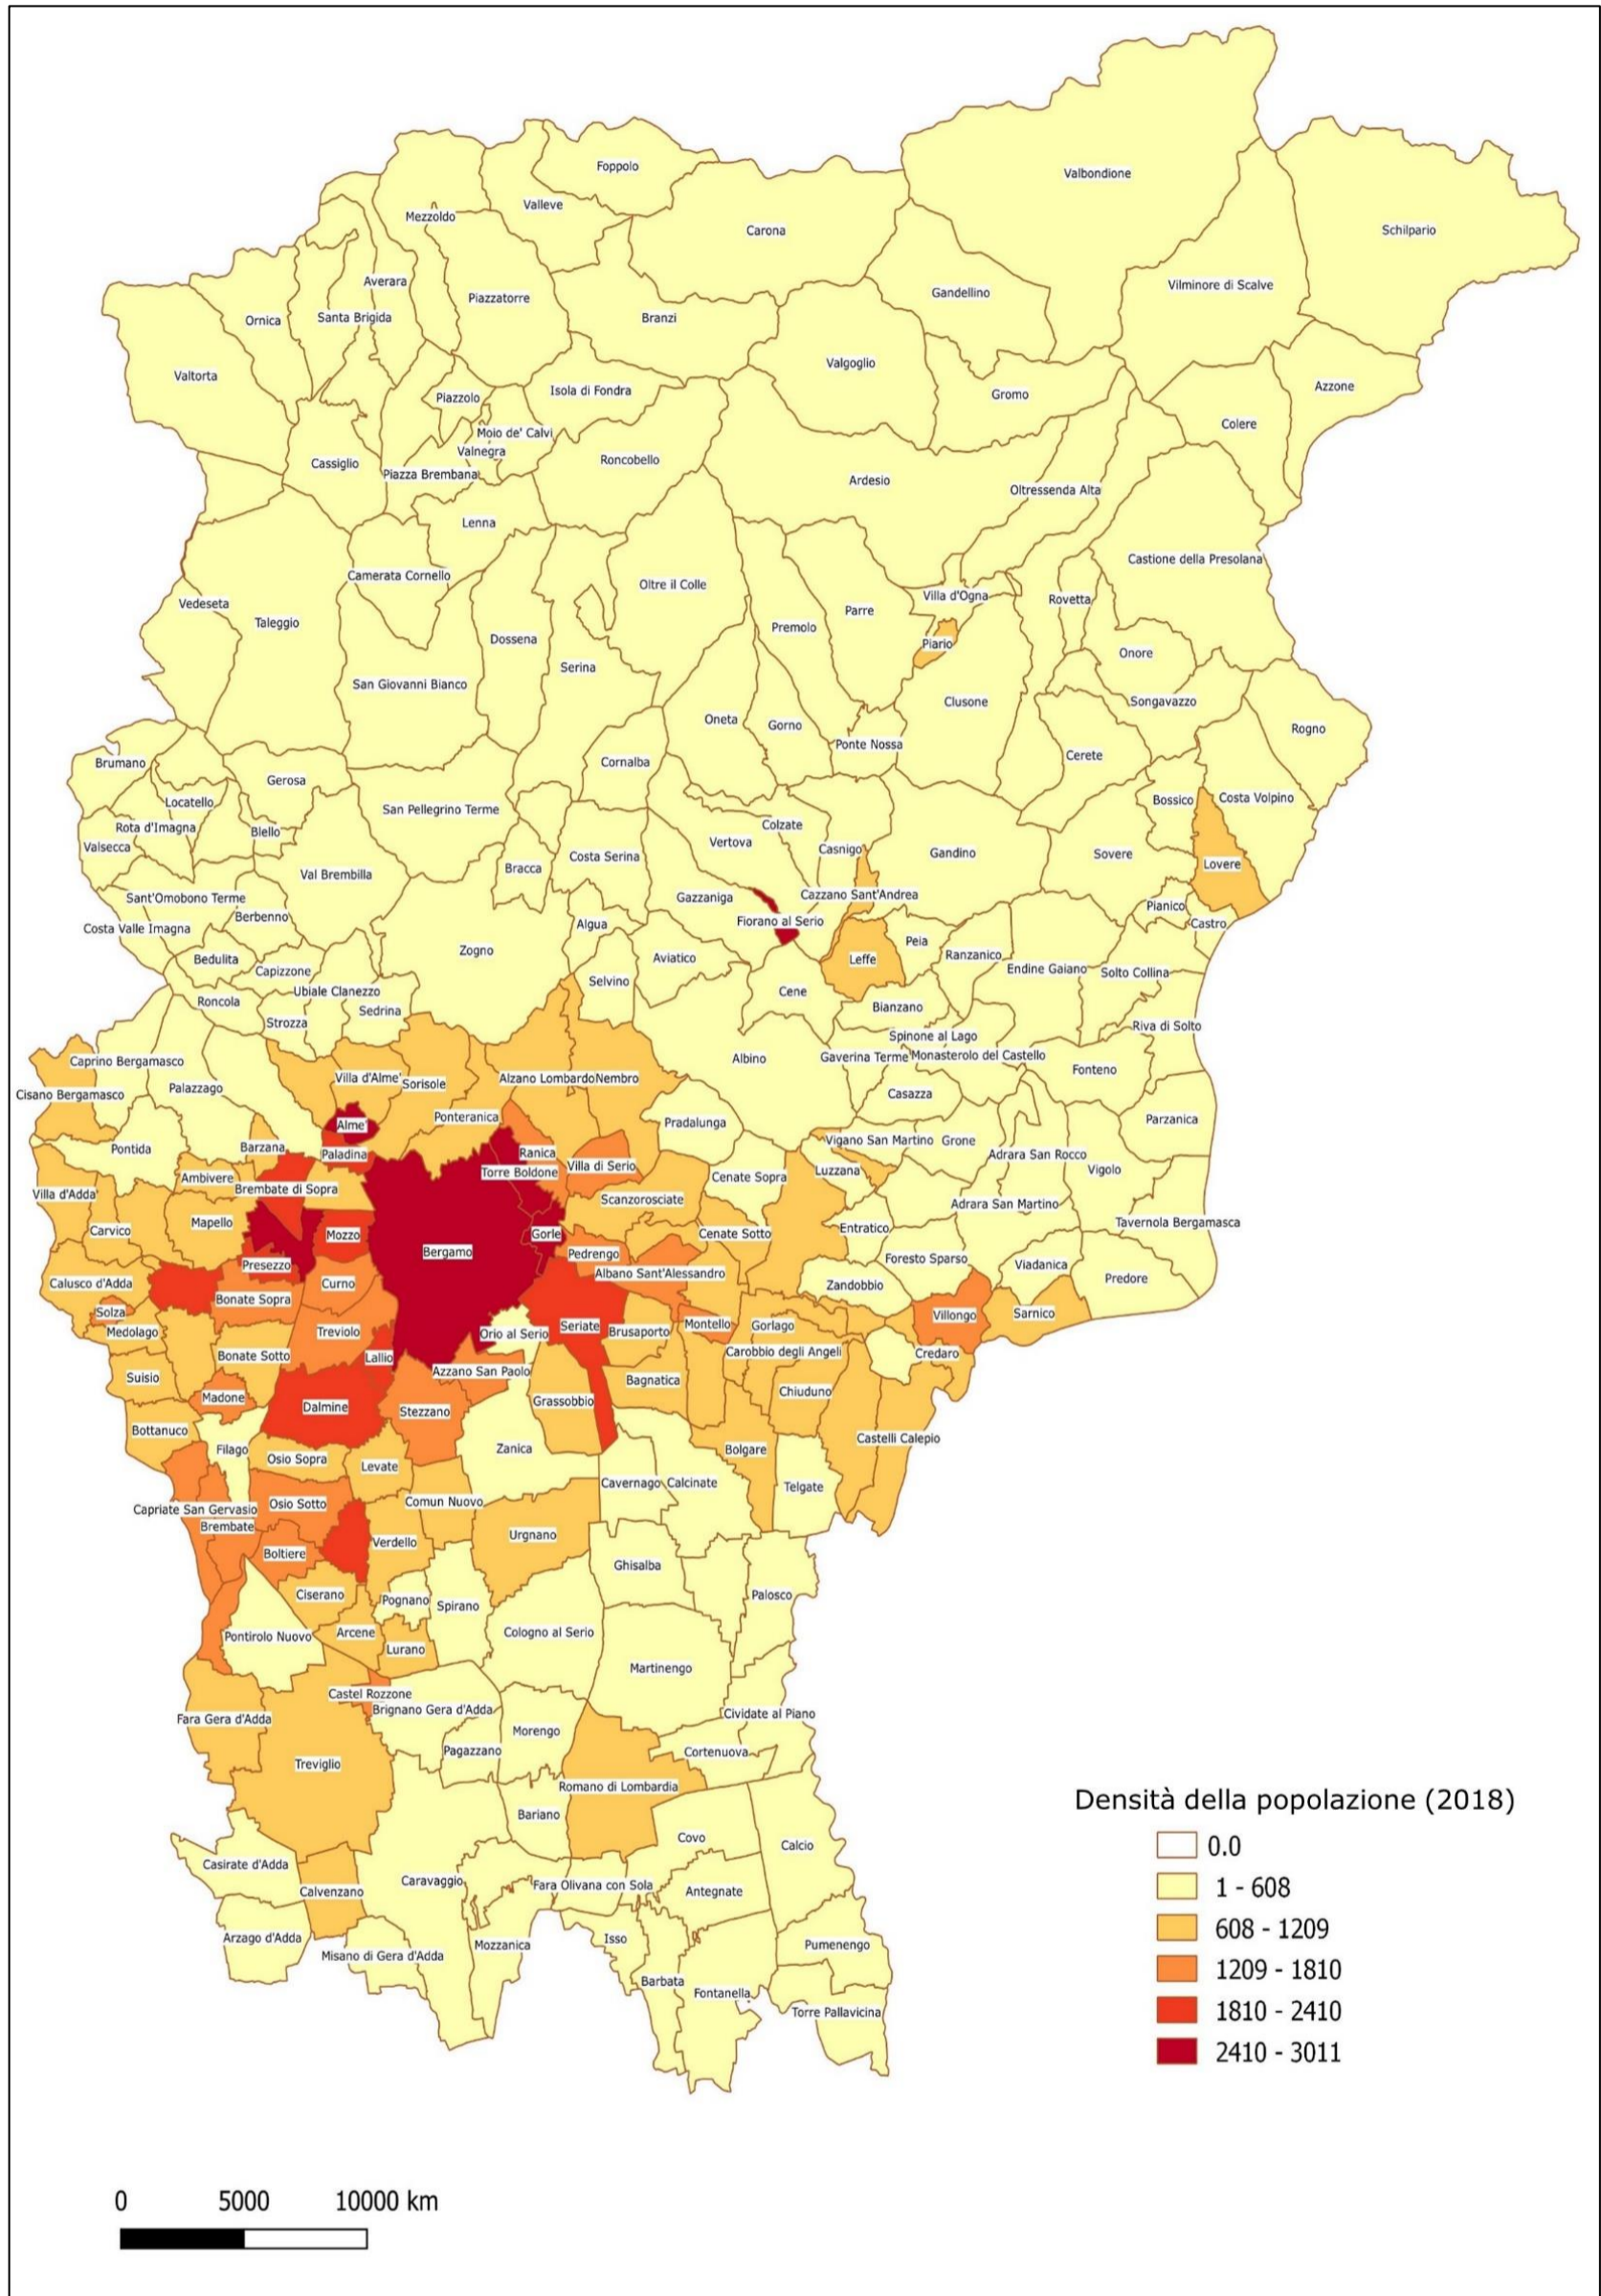 Foppolo
Valbondione
Valleve
Mezzoldo
Carona
Schilpario
Averara
Vilminore di Scalve
Gandellino
Piazzatorre
Santa Brigida
Branzi
Ornica
Valgoglio
Valtorta
Azzone
Isola di Fondra
Gromo
Piazzolo
Colere
Moio de' Calvi
Valnegra
Roncobello
Cassiglio
Piazza Brembana
Ardesio
Oltressenda Alta
Lenna
Castione della Presolana
Camerata Cornello
Oltre il Colle
Villa d'Ogna
Rovetta
Vedeseta
Parre
Taleggio
Premolo
Dossena
Piario
Onore
Serina
San Giovanni Bianco
Clusone
Songavazzo
Oneta
Gorno
Rogno
Ponte Nossa
Cerete
Brumano
Cornalba
Gerosa
Bossico
Costa Volpino
Locatello
San Pellegrino Terme
Colzate
Rota d'Imagna
Blello
Vertova
Valsecca
Casnigo
Gandino
Sovere
Costa Serina
Lovere
Bracca
Val Brembilla
Cazzano Sant'Andrea
Gazzaniga
Sant'Omobono Terme
Pianico
Berbenno
Fiorano al Serio
Algua
Castro
Costa Valle Imagna
Peia
Zogno
Ranzanico
Aviatico
Leffe
Bedulita
Endine Gaiano
Solto Collina
Capizzone
Selvino
Ubiale Clanezzo
Cene
Roncola
Bianzano
Sedrina
Strozza
Riva di Solto
Spinone al Lago
Caprino Bergamasco
Albino
Gaverina Terme
Monasterolo del Castello
Fonteno
Villa d'Alme'
Sorisole
Alzano Lombardo
Nembro
Palazzago
Cisano Bergamasco
Casazza
Ponteranica
Pradalunga
Parzanica
Alme'
Vigano San Martino
Grone
Barzana
Pontida
Ranica
Paladina
Adrara San Rocco
Villa di Serio
Torre Boldone
Luzzana
Vigolo
Ambivere
Cenate Sopra
Brembate di Sopra
Villa d'Adda
Scanzorosciate
Adrara San Martino
Mapello
Tavernola Bergamasca
Carvico
Mozzo
Gorle
Cenate Sotto
Entratico
Bergamo
Pedrengo
Foresto Sparso
Presezzo
Albano Sant'Alessandro
Viadanica
Predore
Calusco d'Adda
Curno
Zandobbio
Bonate Sopra
Solza
Villongo
Sarnico
Montello
Gorlago
Seriate
Medolago
Treviolo
Orio al Serio
Brusaporto
Carobbio degli Angeli
Credaro
Bonate Sotto
Lallio
Azzano San Paolo
Suisio
Bagnatica
Chiuduno
Madone
Grassobbio
Dalmine
Stezzano
Bottanuco
Castelli Calepio
Filago
Zanica
Bolgare
Osio Sopra
Levate
Cavernago
Calcinate
Telgate
Comun Nuovo
Osio Sotto
Capriate San Gervasio
Brembate
Urgnano
Verdello
Boltiere
Ghisalba
Ciserano
Palosco
Pognano
Spirano
Arcene
Cologno al Serio
Pontirolo Nuovo
Lurano
Martinengo
Castel Rozzone
Brignano Gera d'Adda
Cividate al Piano
Fara Gera d'Adda
Morengo
Pagazzano
Cortenuova
Treviglio
Romano di Lombardia
Bariano
Covo
Calcio
Casirate d'Adda
Caravaggio
Fara Olivana con Sola
Calvenzano
Antegnate
Arzago d'Adda
Isso
Mozzanica
Pumenengo
Misano di Gera d'Adda
Barbata
Fontanella
Torre Pallavicina
Densità della popolazione (2018)
0.0
1 - 608
608 - 1209
1209 - 1810
1810 - 2410
2410 - 3011
0 5000 10000 km